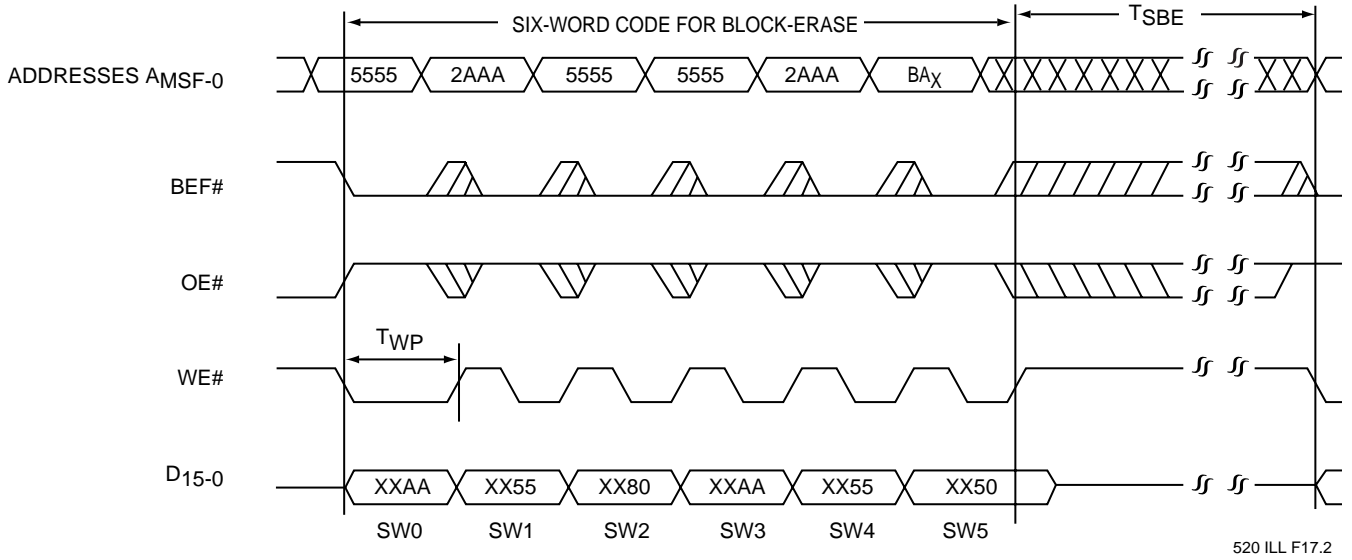 SIX-WORD CODE FOR BLOCK-ERASE
TSBE
ADDRESSES AMSF-0
5555 2AAA 5555 5555 2AAA BAX
BEF#
OE#
TWP
WE#
D15-0
XXAA XX55 XX80 XXAA XX55 XX50
SW0 SW1 SW2 SW3 SW4 SW5
520 ILL F17.2